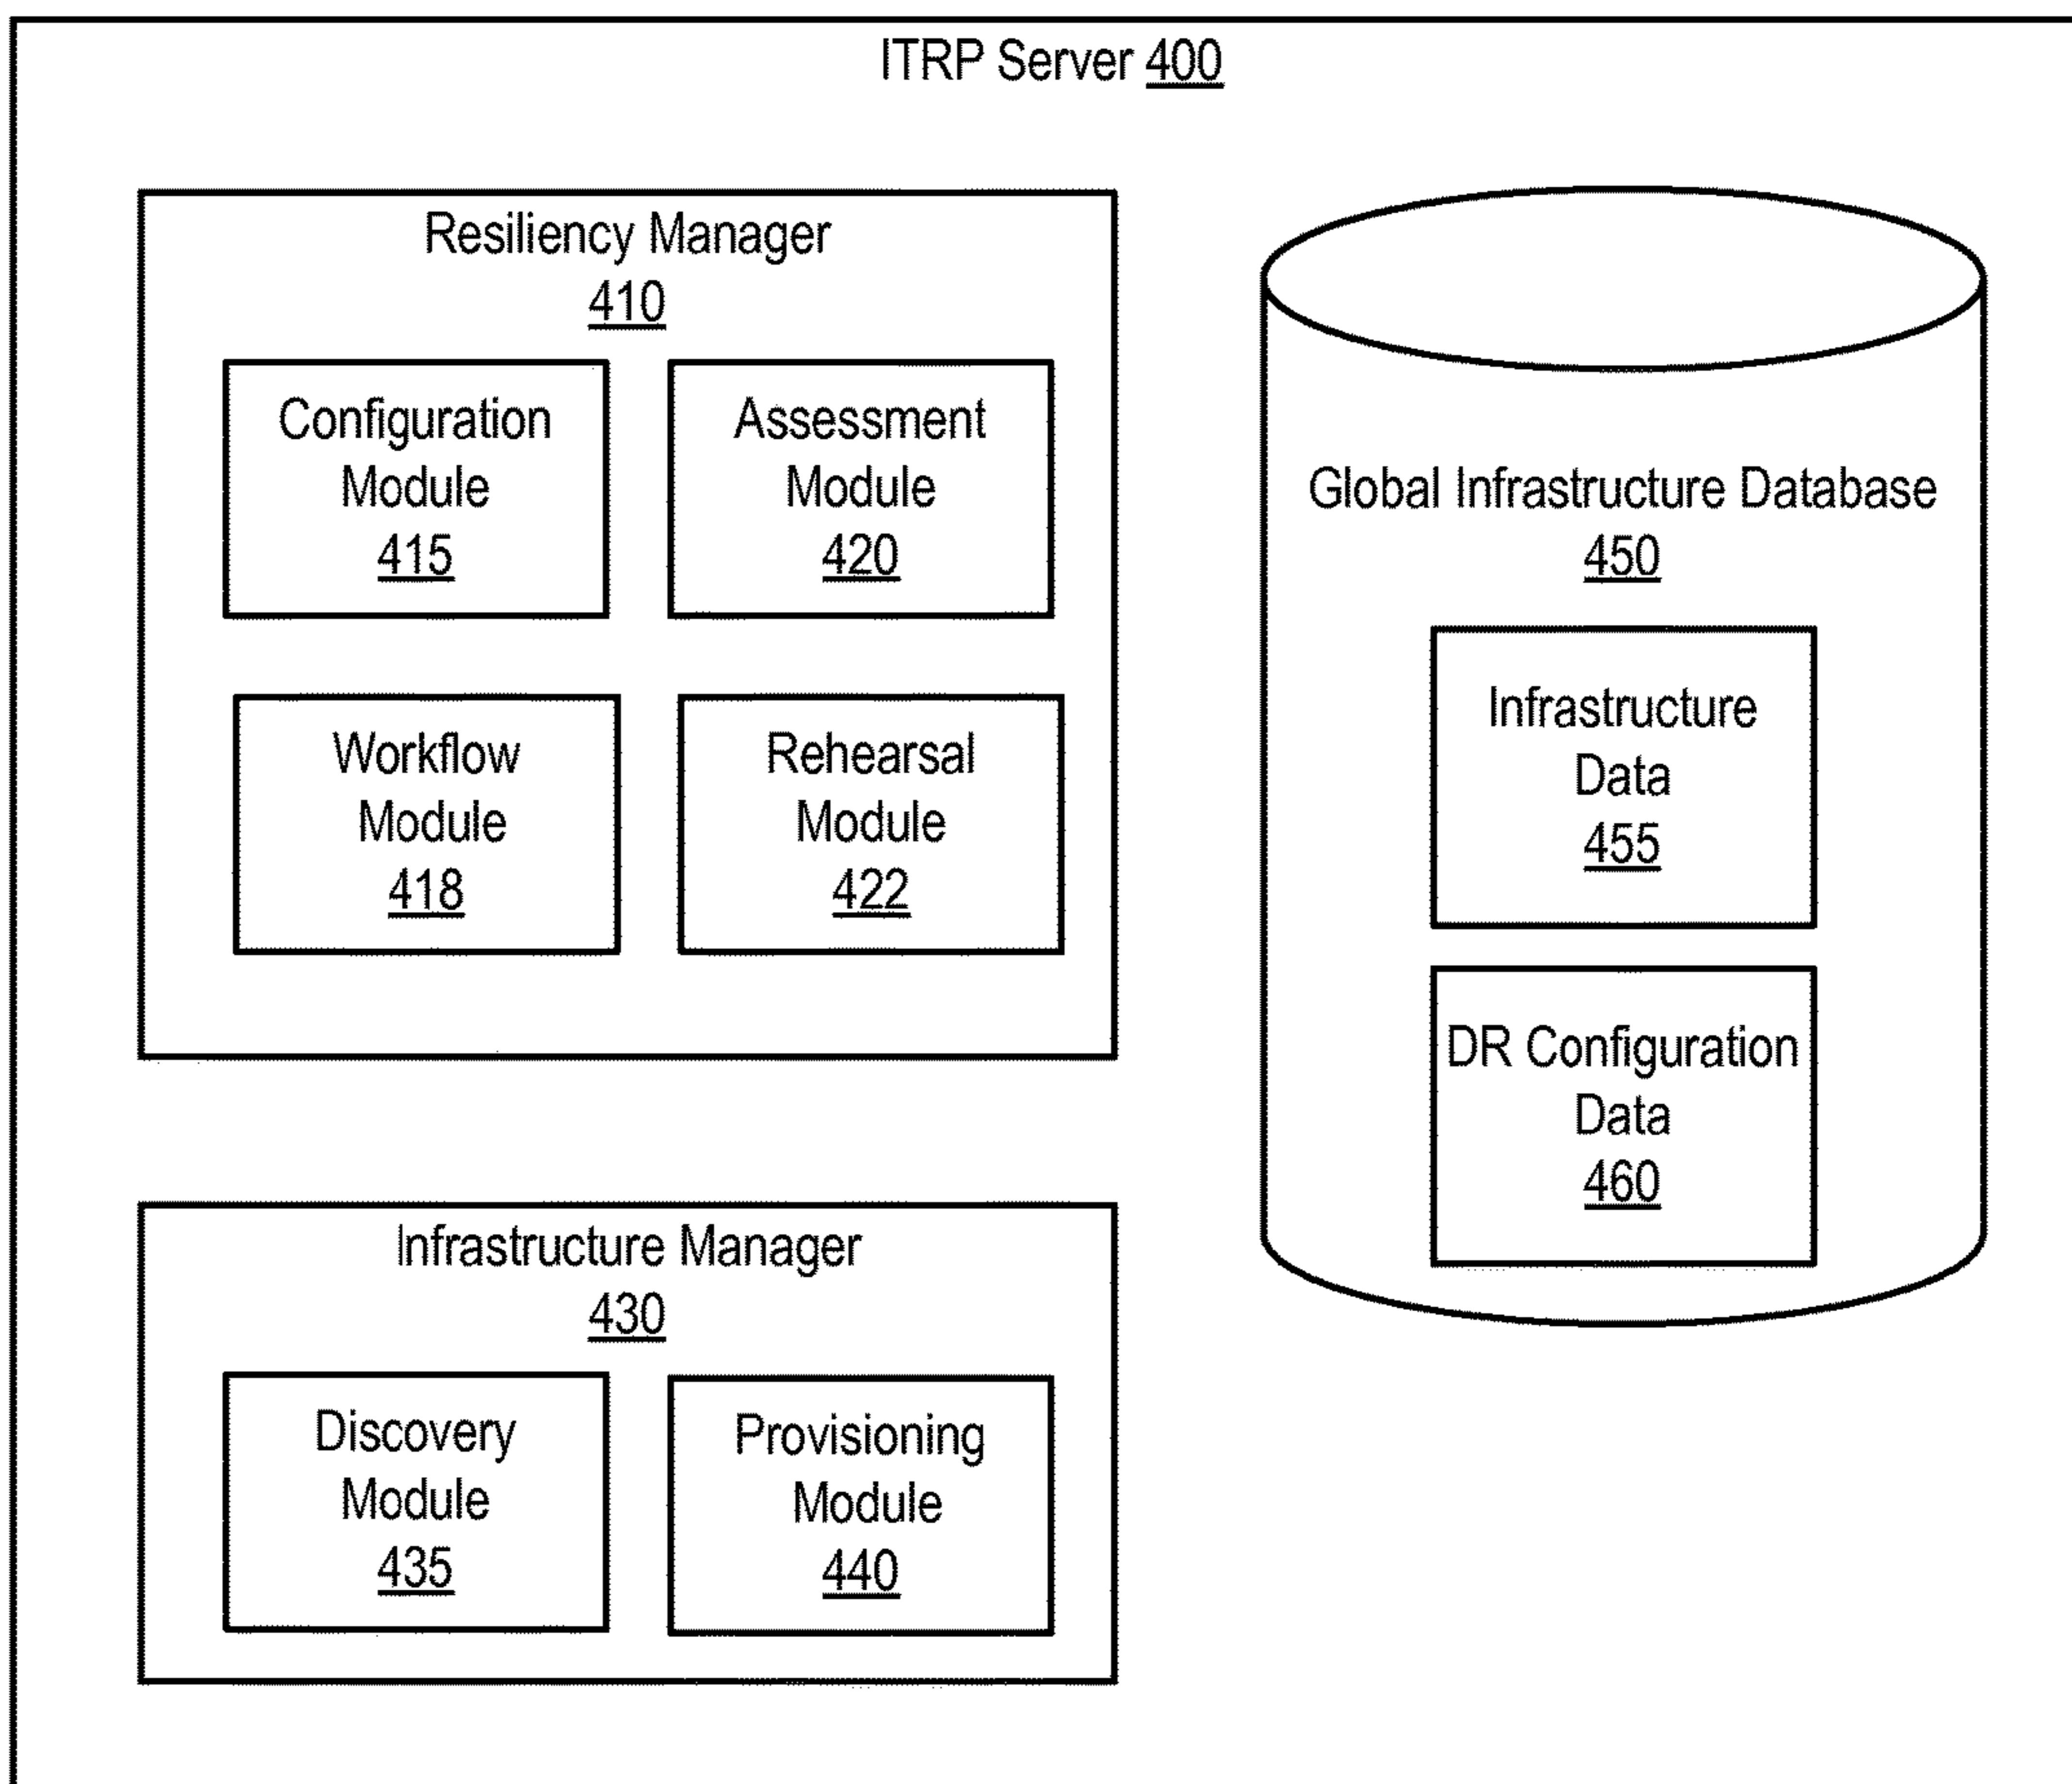 ITRP Server 400
Resiliency Manager
410
Configuration
Module
415
Assessment
Module
420
Workflow
Module
418
Rehearsal
Module
422
Infrastructure Manager
430
Discovery
Module
435
Provisioning
Module
440
Global Infrastructure Database
450
Infrastructure
Data
455
DR Configuration
Data
460